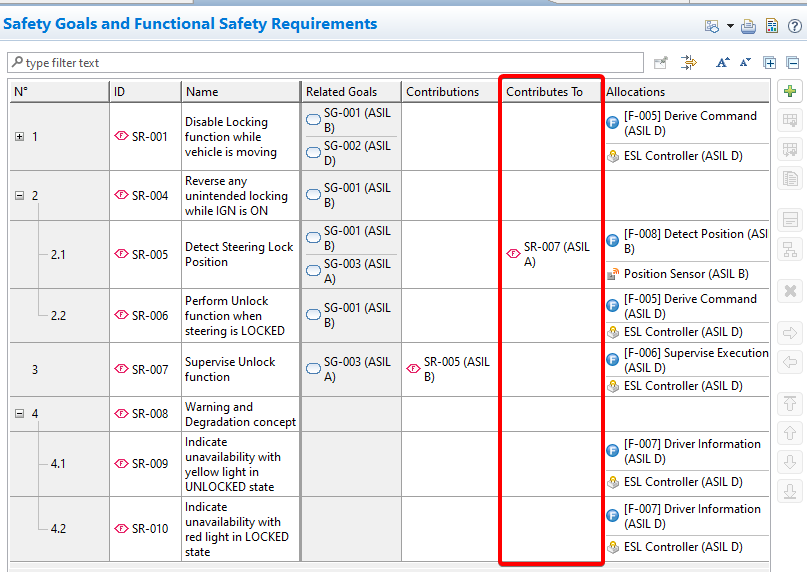 Safety Goals and Functional Safety Requirements
type filter text
N° ID Name Related Goals Contributions Contributes To Allocations
1 SR-001 Disable Locking
function while
vehicle is moving
SG-001 (ASIL
B)
SG-002 (ASIL
D)
[F-005] Derive Command
(ASIL D)
ESL Controller (ASIL D)
2 SR-004 Reverse any
unintended locking
while IGN is ON
SG-001 (ASIL
B)
2.1 SR-005 Detect Steering Lock
Position
SG-001 (ASIL
B)
SG-003 (ASIL
A)
SR-007 (ASIL
A)
[F-008] Detect Position (ASI
B)
Position Sensor (ASIL B)
2.2 SR-006 Perform Unlock
function when
steering is LOCKED
SG-001 (ASIL
B)
[F-005] Derive Command
(ASIL D)
ESL Controller (ASIL D)
3 SR-007 Supervise Unlock
function
SG-003 (ASIL
A)
SR-005 (ASIL
B)
[F-006] Supervise Execution
(ASIL D)
ESL Controller (ASIL D)
4 SR-008 Warning and
Degradation concept
4.1 SR-009 Indicate
unavailability with
yellow light in
UNLOCKED state
[F-007] Driver Information
(ASIL D)
ESL Controller (ASIL D)
4.2 SR-010 Indicate
unavailability with
red light in LOCKED
state
[F-007] Driver Information
(ASIL D)
ESL Controller (ASIL D)